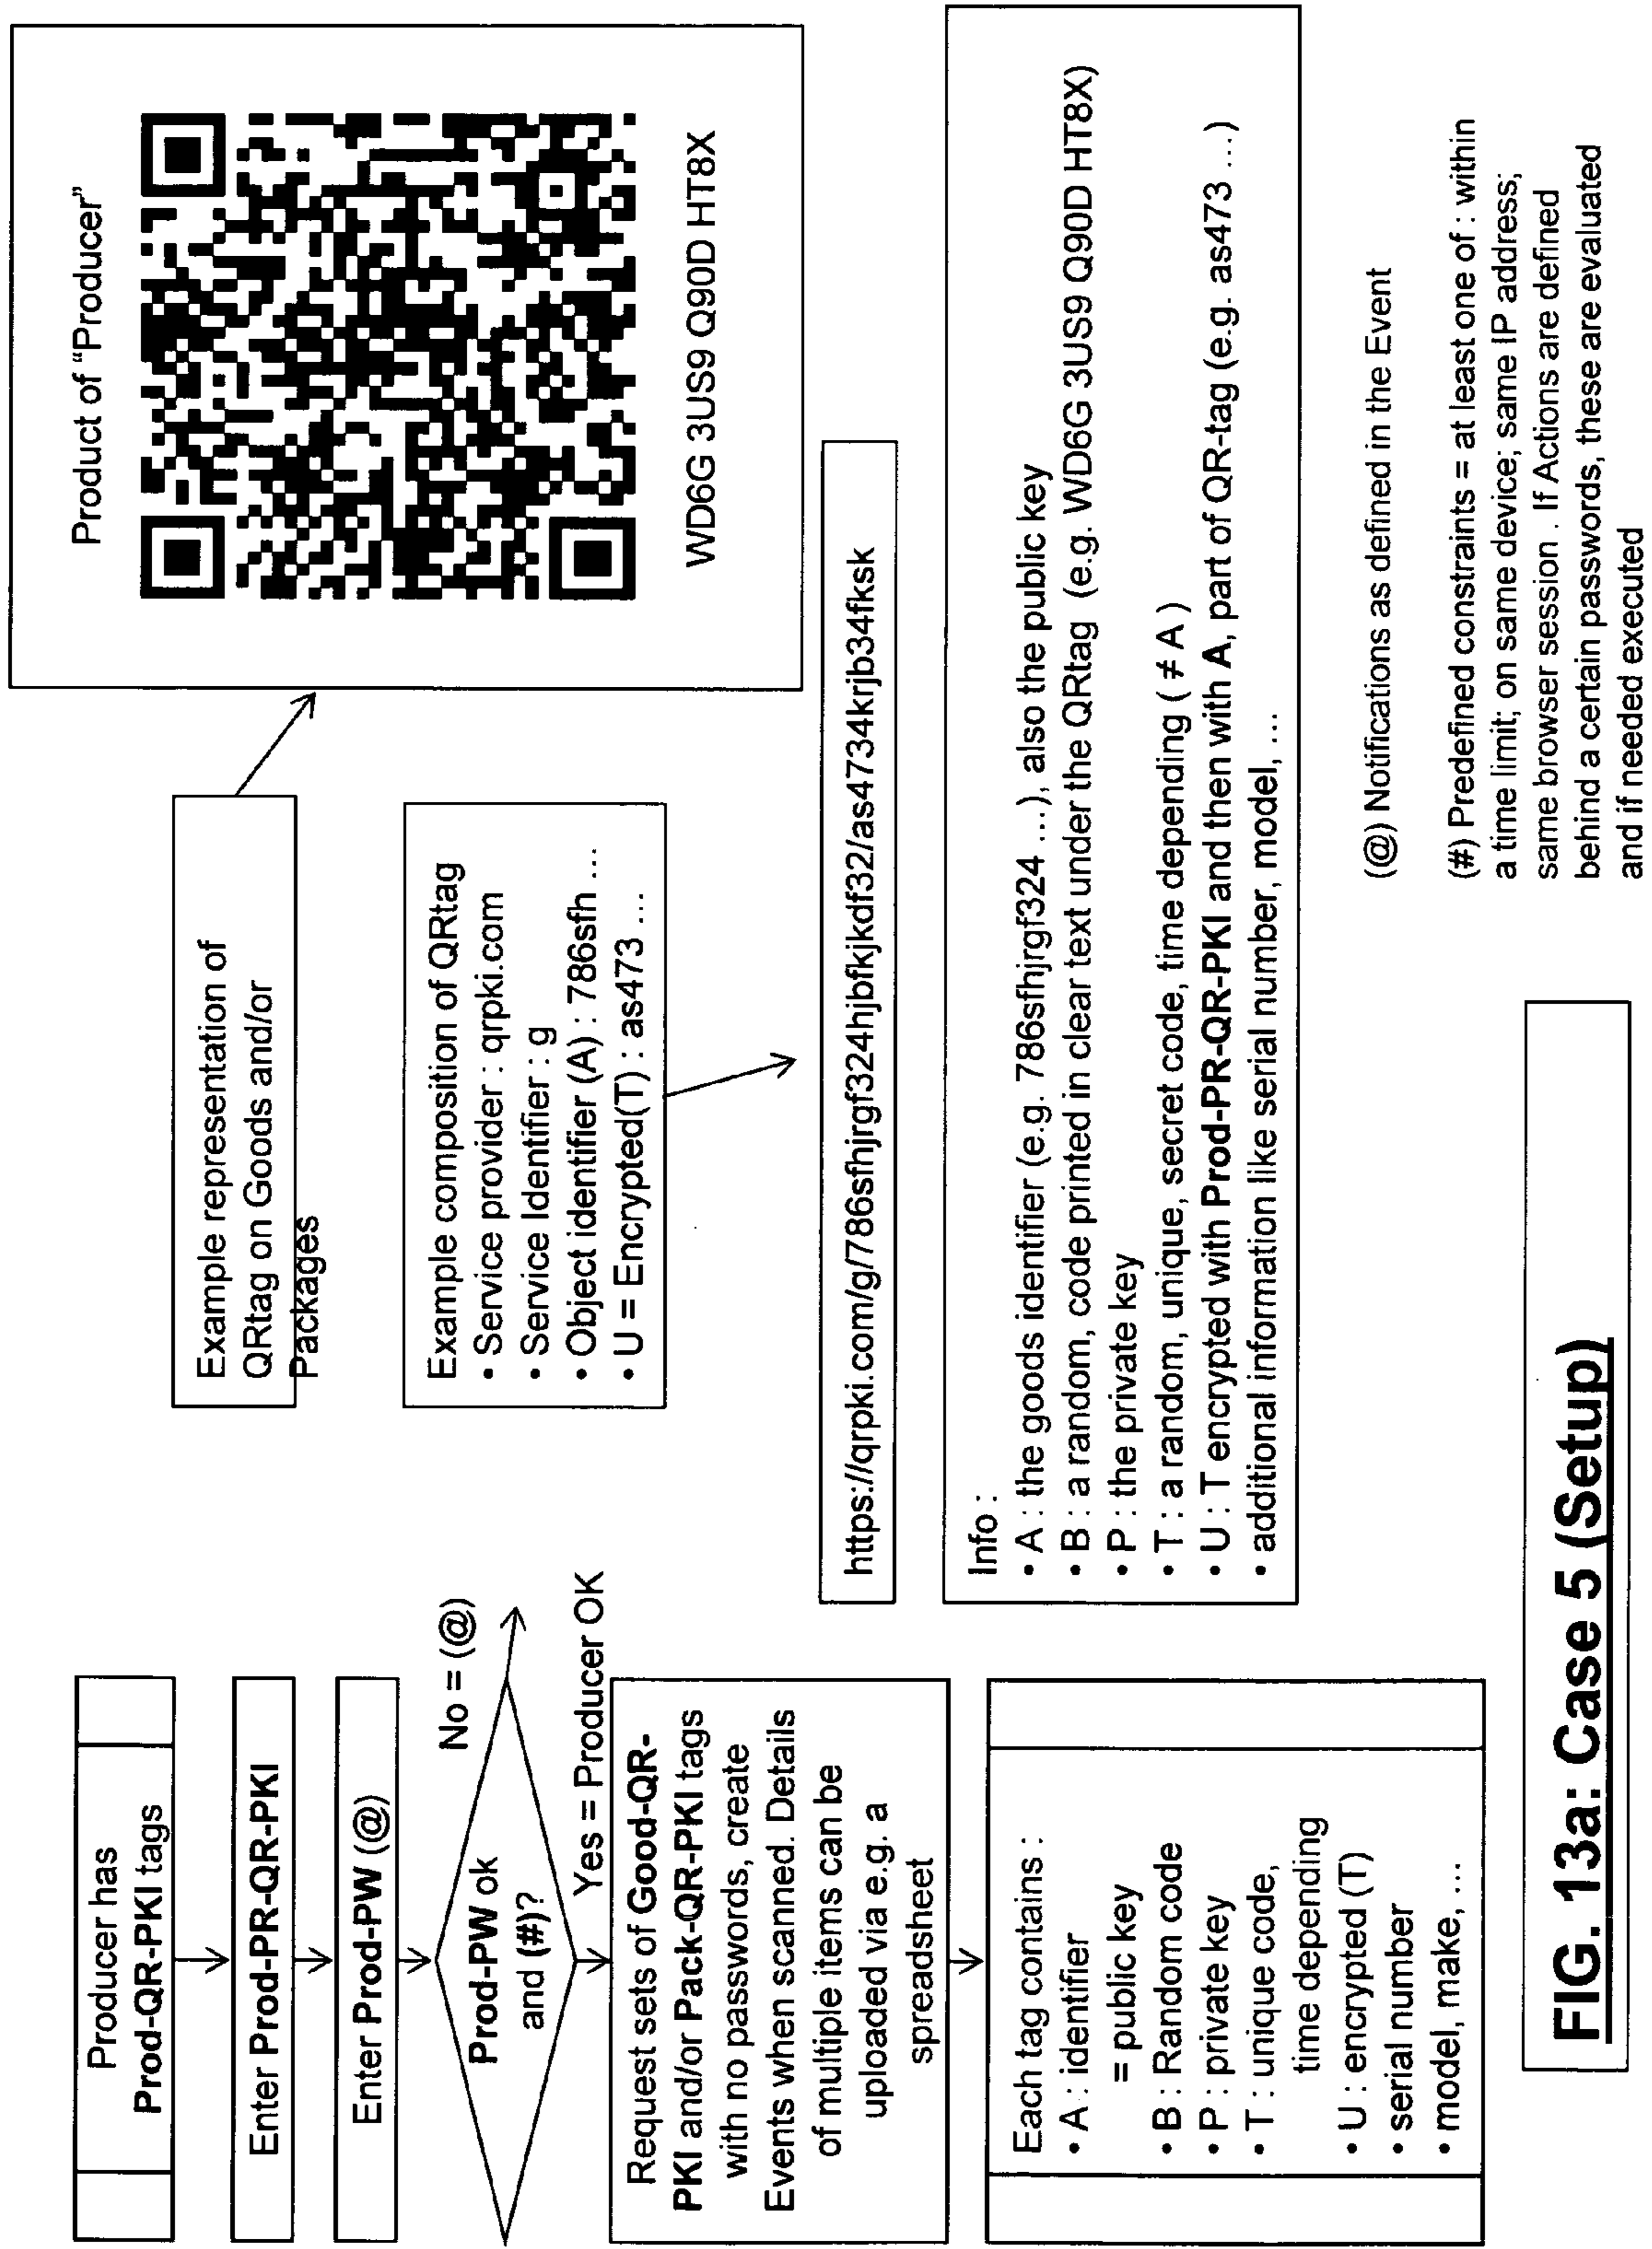 Producer has
Prod-QR-PKI tags
Enter Prod-PR-QR-PKI
Enter Prod-PW (@)
Prod-PW ok
and (#)?
No = (@)
Yes = Producer OK
Request sets of Good-QR-
PKI and/or Pack-QR-PKI tags
with no passwords, create
Events when scanned. Details
of multiple items can be
uploaded via e.g. a
spreadsheet
Each tag contains :
• A : identifier
= public key
• B : Random code
• P : private key
• T : unique code,
time depending
• U : encrypted (T)
• serial number
• model, make, ...
Example representation of
QRtag on Goods and/or
Packages
Product of "Producer"
WD6G 3US9 Q90D HT8X
Example composition of QRtag
• Service provider : qrpki.com
• Service Identifier : g
• Object identifier (A) : 786sfh ...
• U = Encrypted(T) : as473 ...
https://qrpki.com/g/786sfhjrgf324hjbfkjkdf32/as4734krjb34fksk
Info :
• A : the goods identifier (e.g. 786sfhjrgf324 ...), also the public key
• B : a random, code printed in clear text under the QRtag (e.g. WD6G 3US9 Q90D HT8X)
• P : the private key
• T : a random, unique, secret code, time depending ( ≠ A )
• U : T encrypted with Prod-PR-QR-PKI and then with A, part of QR-tag (e.g. as473 ...)
• additional information like serial number, model, ...
(@) Notifications as defined in the Event
(#) Predefined constraints = at least one of : within
a time limit; on same device; same IP address;
same browser session . If Actions are defined
behind a certain passwords, these are evaluated
and if needed executed
FIG. 13a: Case 5 (Setup)